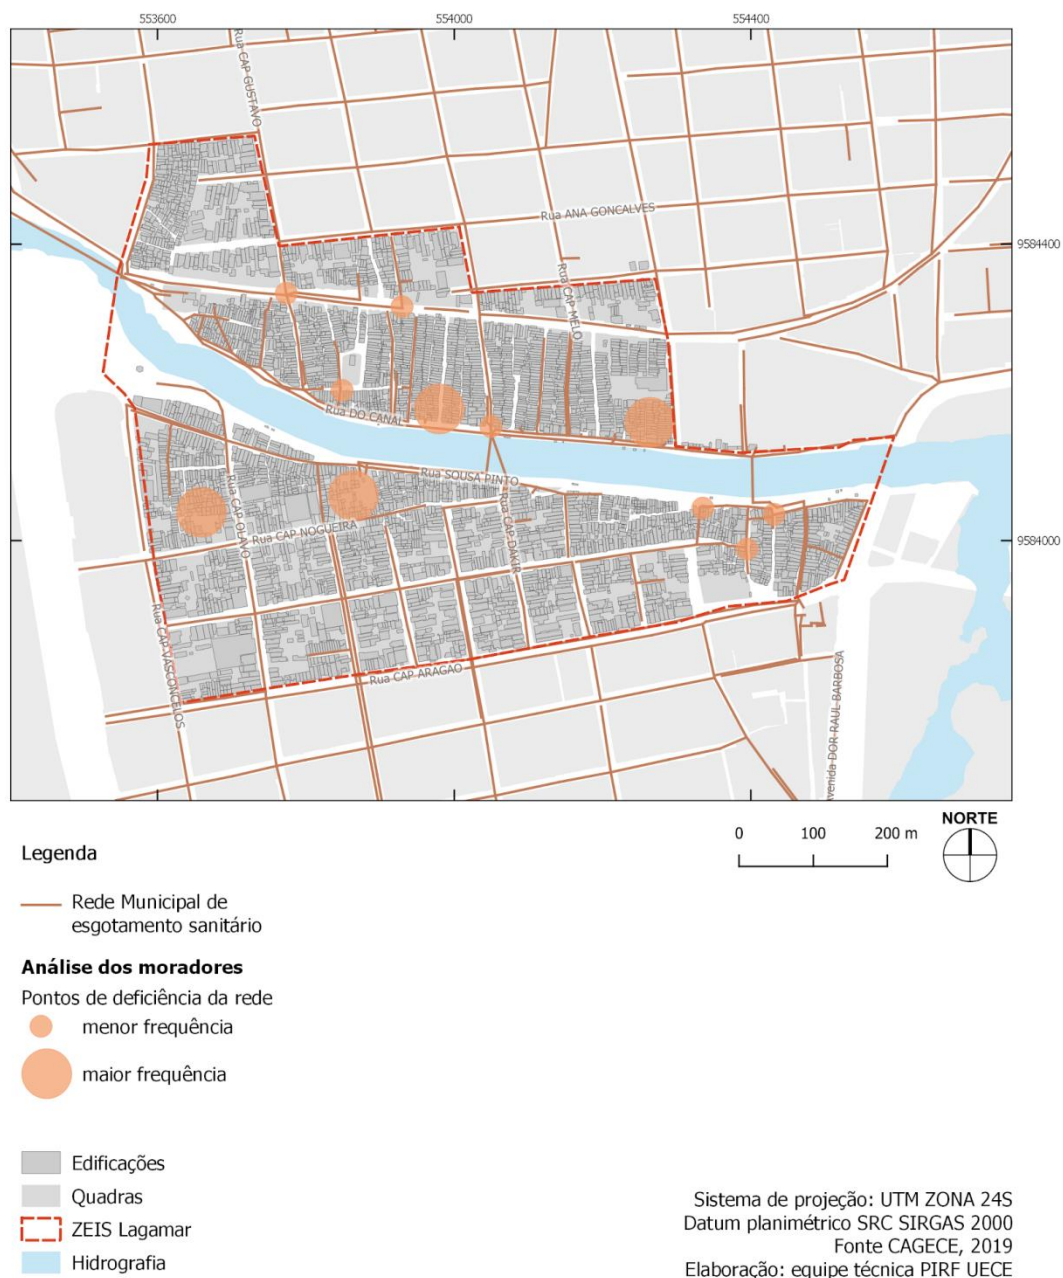 553600
554000
554400
Rua CAP GUSTAVO
Rua ANA GONCALVES
9584400
Rua CAP MELO
Rua DO CANAL
Rua SOUSA PINTO
Rua CAP OLAVO
Rua CAP NOGUEIRA
Rua CAP DAKIR
9584000
Rua CAP VASCONCELOS
Rua CAP ARAGAO
Avenida DOR RAUL BARBOSA
0 100 200 m
NORTE
Legenda
Rede Municipal de
esgotamento sanitário
Análise dos moradores
Pontos de deficiência da rede
menor frequência
maior frequência
Edificações
Quadras
ZEIS Lagamar
Hidrografia
Sistema de projeção: UTM ZONA 24S
Datum planimétrico SRC SIRGAS 2000
Fonte CAGECE, 2019
Elaboração: equipe técnica PIRF UECE